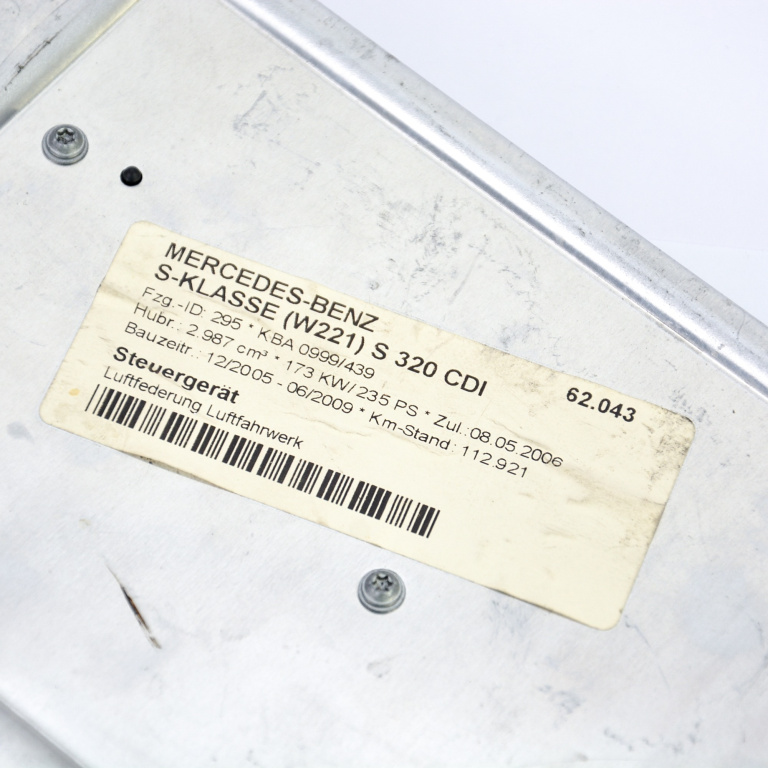 MERCEDES-BENZ
S-KLASSE (W221) S 320 CDI 62.043
Fzg.-ID: 295 * KBA 0999/439
Hubr.: 2.987 cm³ * 173 KW/235 PS * Zul.:08.05.2006
Bauzeitr.: 12/2005 - 06/2009 * Km-Stand: 112.921
Steuergerät
Luftfederung Luftfahrwerk